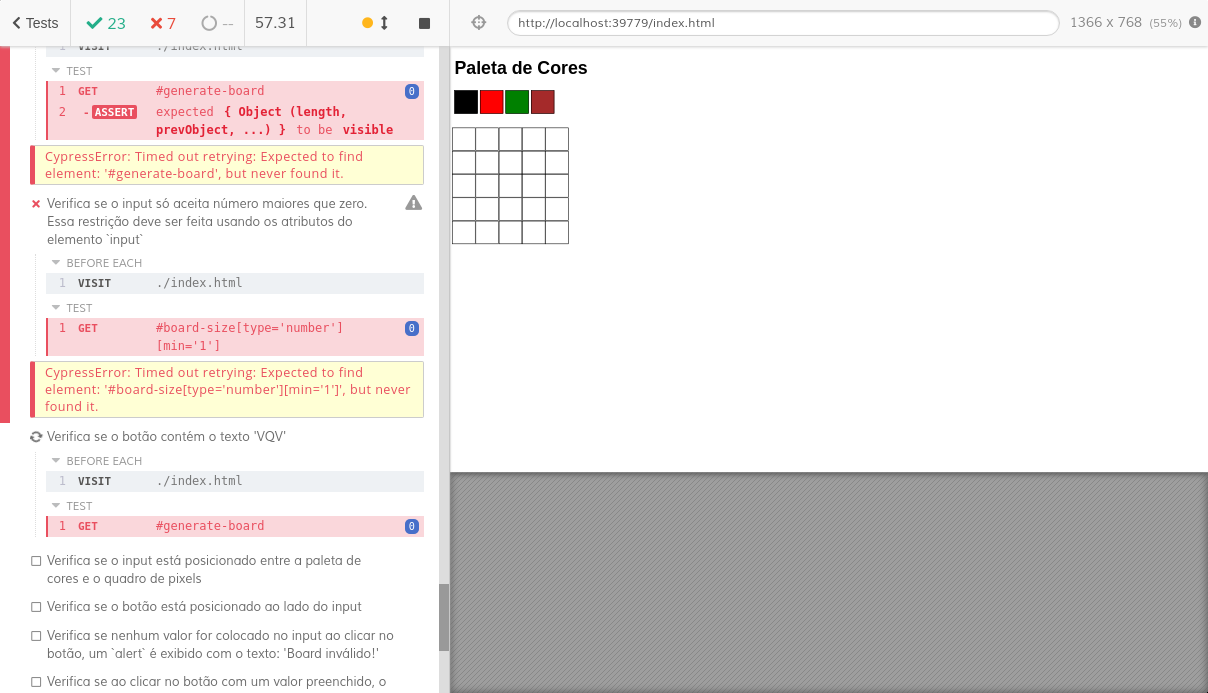 Tests 23 7 -- 57.31 http://localhost:39779/index.html 1366 x 768 (55%)
1 VISIT ./index.html
TEST
1 GET #generate-board 0
2 -ASSERT expected { Object (length,
prevObject, ...) } to be visible
CypressError: Timed out retrying: Expected to find
element: '#generate-board', but never found it.
Verifica se o input só aceita número maiores que zero.
Essa restrição deve ser feita usando os atributos do
elemento `input`
BEFORE EACH
1 VISIT ./index.html
TEST
1 GET #board-size[type='number'] 0
[min='1']
CypressError: Timed out retrying: Expected to find
element: '#board-size[type='number'][min='1']', but never
found it.
Verifica se o botão contém o texto 'VQV'
BEFORE EACH
1 VISIT ./index.html
TEST
1 GET #generate-board 0
Verifica se o input está posicionado entre a paleta de
cores e o quadro de pixels
Verifica se o botão está posicionado ao lado do input
Verifica se nenhum valor for colocado no input ao clicar no
botão, um `alert` é exibido com o texto: 'Board inválido!'
Verifica se ao clicar no botão com um valor preenchido, o
Paleta de Cores